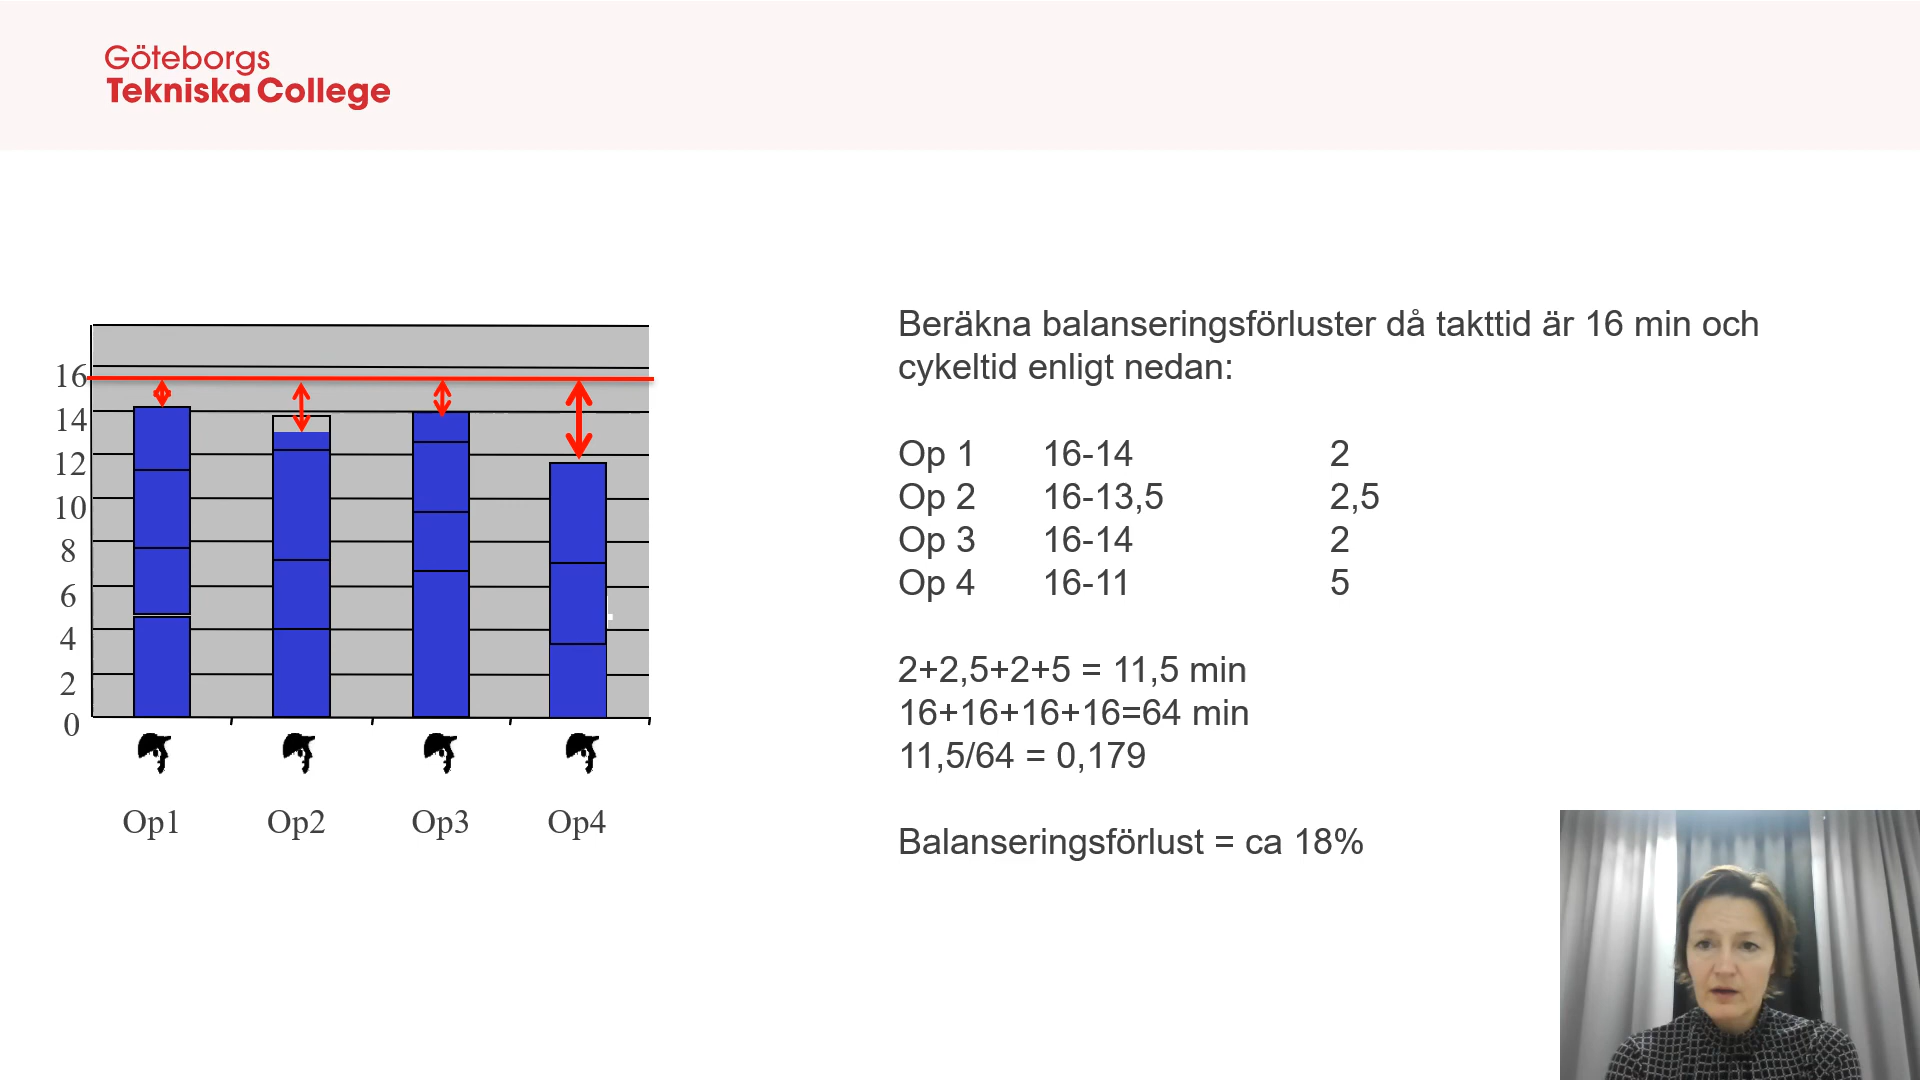 Göteborgs
Tekniska College
16
14
12
10
8
6
4
2
0
Op1 Op2 Op3 Op4
Beräkna balanseringsförluster då takttid är 16 min och
cykeltid enligt nedan:
Op 1 16-14 2
Op 2 16-13,5 2,5
Op 3 16-14 2
Op 4 16-11 5
2+2,5+2+5 = 11,5 min
16+16+16+16=64 min
11,5/64 = 0,179
Balanseringsförlust = ca 18%